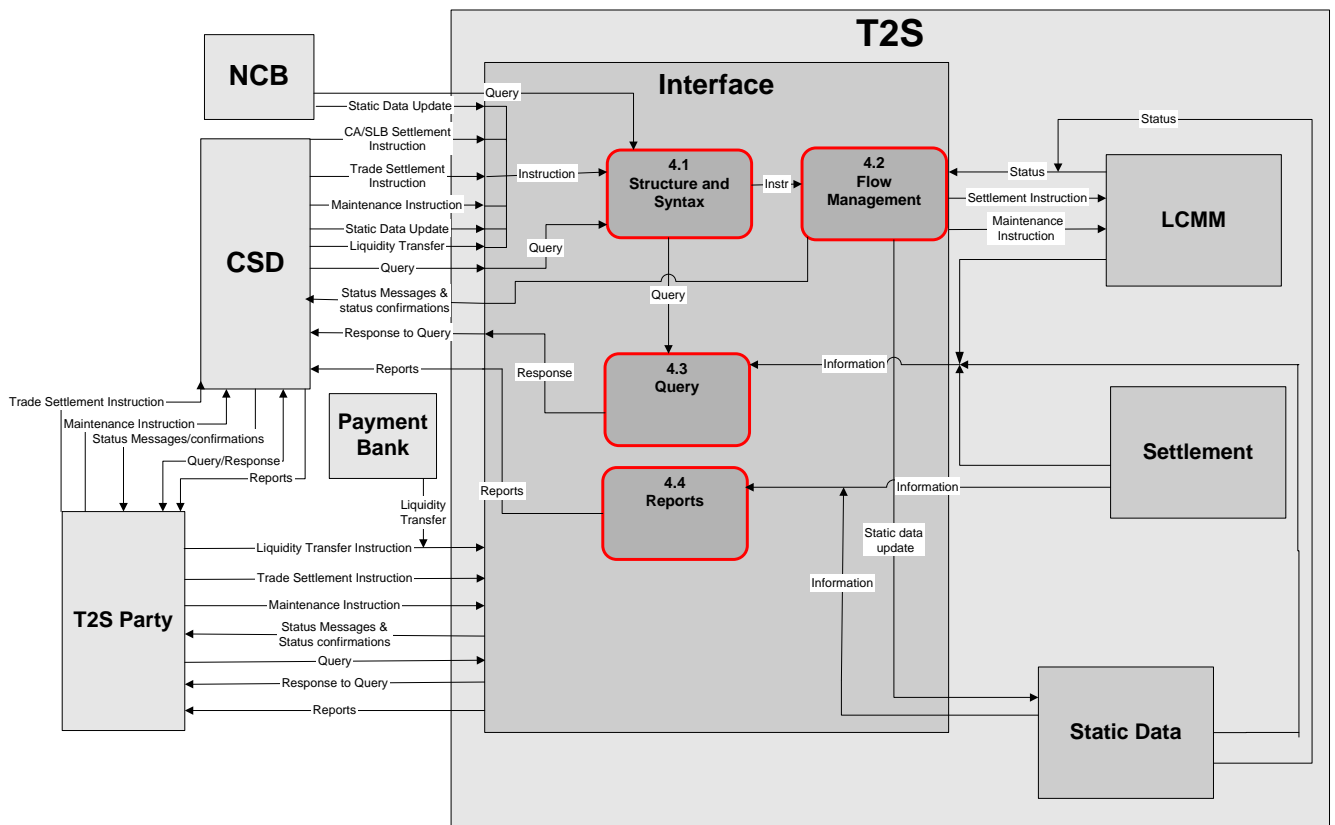 T2S
NCB
Interface
Query
Static Data Update
CA/SLB Settlement
Instruction
Trade Settlement
Instruction
Maintenance Instruction
Static Data Update
Liquidity Transfer
Query
CSD
Instruction
4.1
Structure and
Syntax
Instr
4.2
Flow
Management
Status
Status
Settlement Instruction
Maintenance
Instruction
LCMM
Query
Query
Status Messages &
status confirmations
Response to Query
Reports
Response
4.3
Query
Information
Trade Settlement Instruction
Maintenance Instruction
Status Messages/confirmations
Query/Response
Reports
Payment
Bank
Liquidity
Transfer
Reports
4.4
Reports
Information
Settlement
Static data
update
Information
T2S Party
Liquidity Transfer Instruction
Trade Settlement Instruction
Maintenance Instruction
Status Messages &
Status confirmations
Query
Response to Query
Reports
Static Data